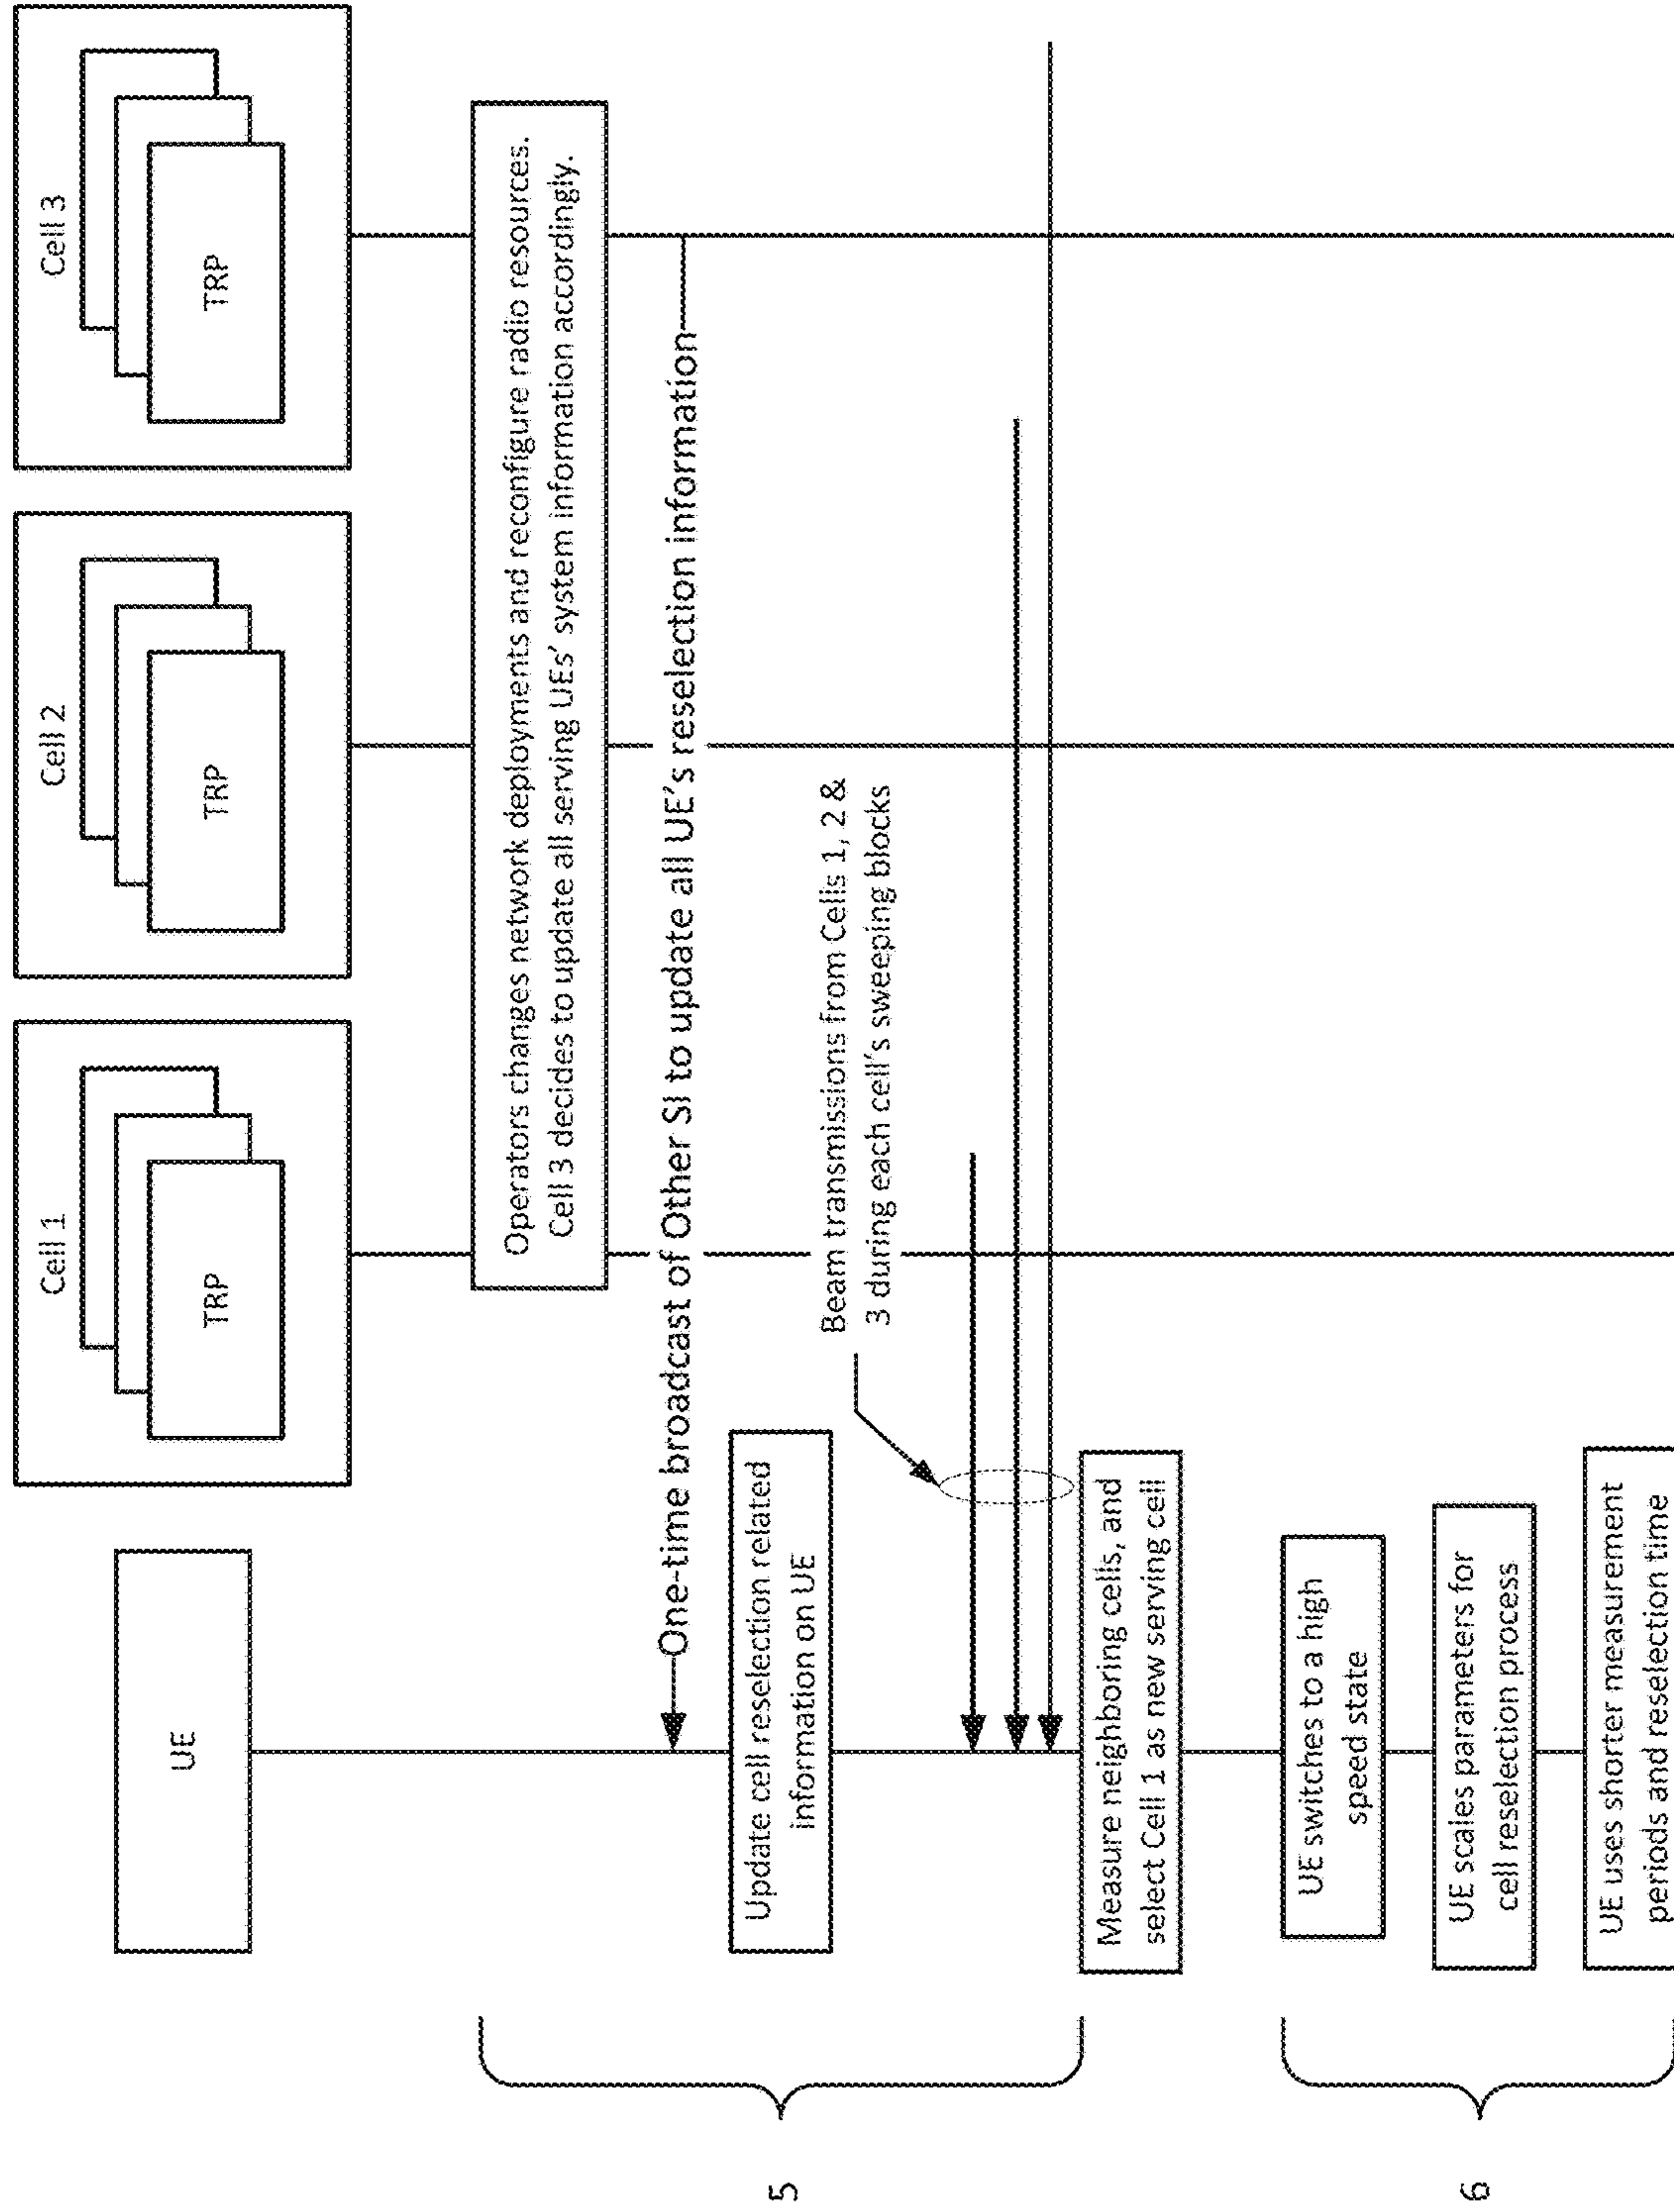 UE
Cell 1
TRP
Cell 2
TRP
Cell 3
TRP
5
Operators changes network deployments and reconfigure radio resources.
Cell 3 decides to update all serving UEs' system information accordingly.
One-time broadcast of Other SI to update all UE's reselection information
Update cell reselection related
information on UE
Beam transmissions from Cells 1, 2 &
3 during each cell's sweeping blocks
Measure neighboring cells, and
select Cell 1 as new serving cell
6
UE switches to a high
speed state
UE scales parameters for
cell reselection process
UE uses shorter measurement
periods and reselection time